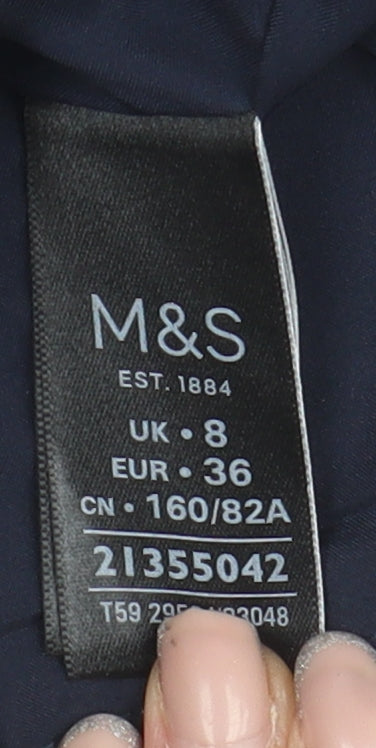 M&S
EST. 1884
UK • 8
EUR • 36
CN • 160/82A
21355042
T59